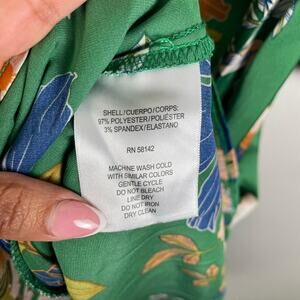 SHELL/CUERPO/CORPS:
97% POLYESTER/POLIÉSTER
3% SPANDEX/ELASTANO
RN 58142
MACHINE WASH COLD
WITH SIMILAR COLORS
GENTLE CYCLE
DO NOT BLEACH
LINE DRY
DO NOT IRON
DRY CLEAN